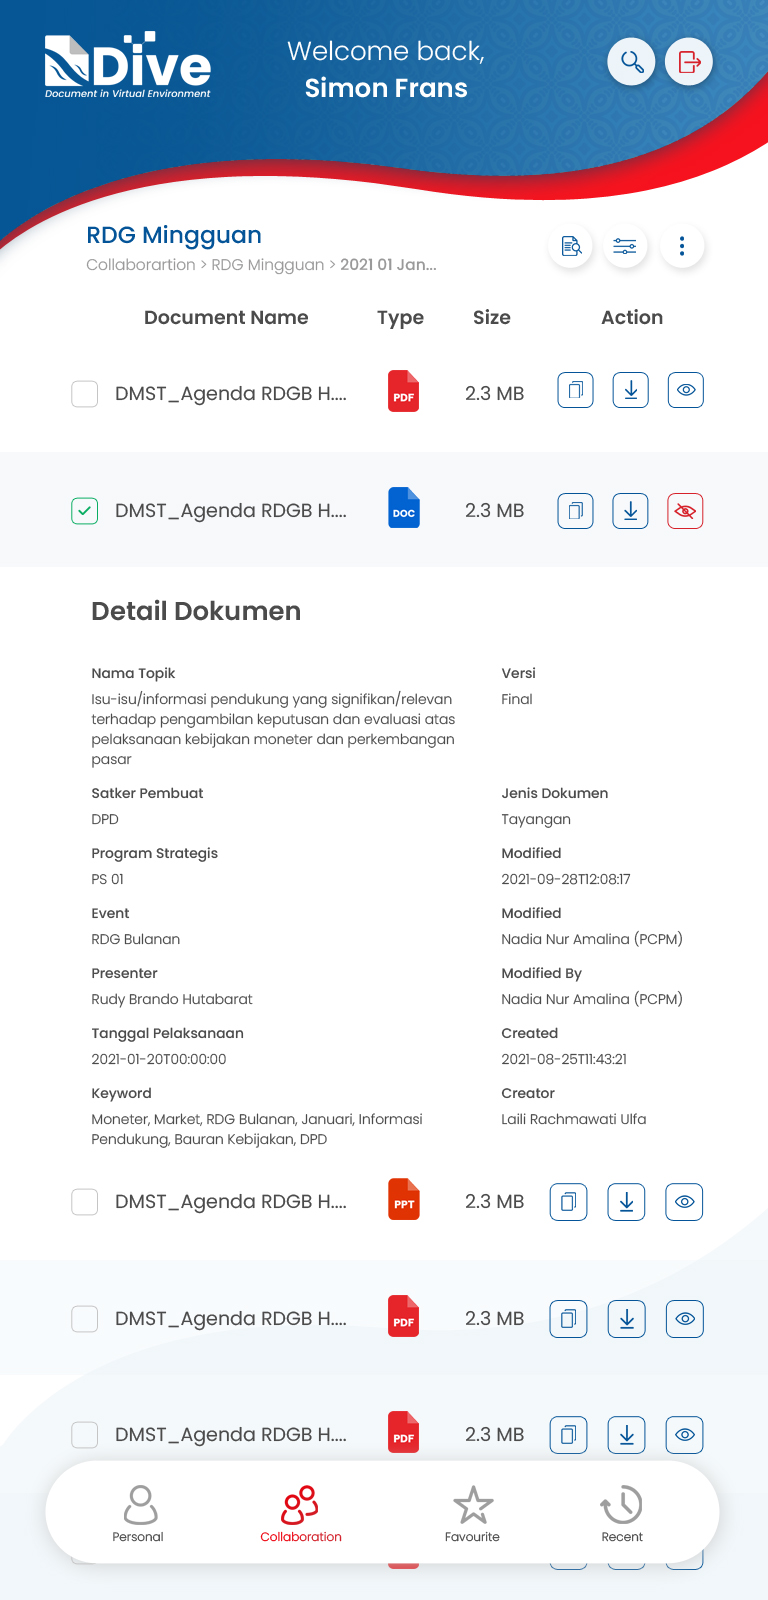 Dive
Document in Virtual Environment
Welcome back,
Simon Frans
RDG Mingguan
Collaborartion > RDG Mingguan > 2021 01 Jan...
Document Name Type Size Action
DMST_Agenda RDGB H.... PDF 2.3 MB
DMST_Agenda RDGB H.... DOC 2.3 MB
Detail Dokumen
Nama Topik
Isu-isu/informasi pendukung yang signifikan/relevan
terhadap pengambilan keputusan dan evaluasi atas
pelaksanaan kebijakan moneter dan perkembangan
pasar
Versi
Final
Satker Pembuat
DPD
Jenis Dokumen
Tayangan
Program Strategis
PS 01
Modified
2021-09-28T12:08:17
Event
RDG Bulanan
Modified
Nadia Nur Amalina (PCPM)
Presenter
Rudy Brando Hutabarat
Modified By
Nadia Nur Amalina (PCPM)
Tanggal Pelaksanaan
2021-01-20T00:00:00
Created
2021-08-25T11:43:21
Keyword
Moneter, Market, RDG Bulanan, Januari, Informasi
Pendukung, Bauran Kebijakan, DPD
Creator
Laili Rachmawati Ulfa
DMST_Agenda RDGB H.... PPT 2.3 MB
DMST_Agenda RDGB H.... PDF 2.3 MB
DMST_Agenda RDGB H.... PDF 2.3 MB
Personal Collaboration Favourite Recent